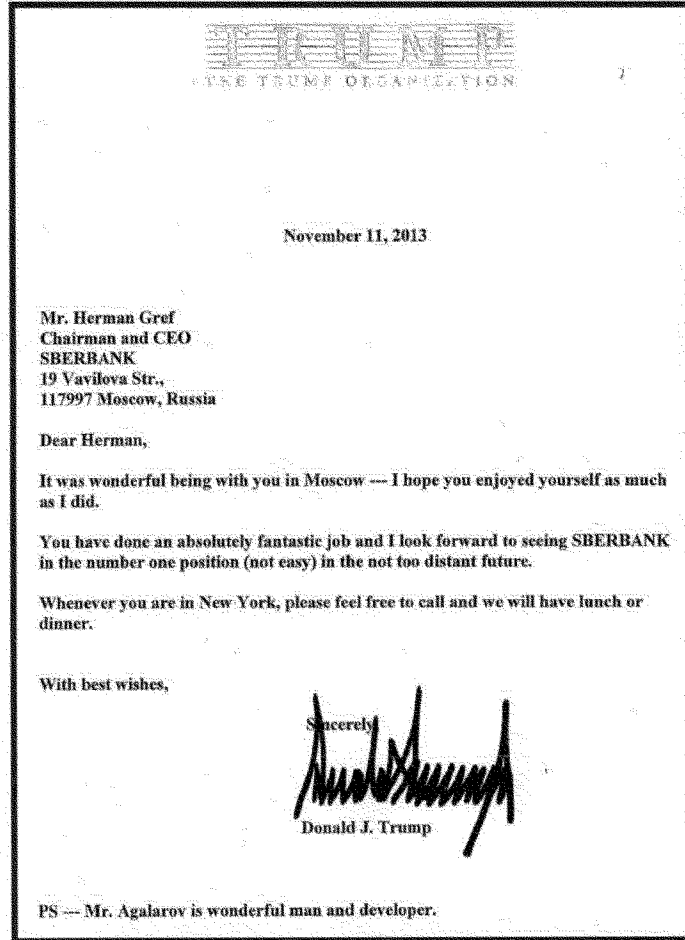 TRUMP
THE TRUMP ORGANIZATION
November 11, 2013
Mr. Herman Gref
Chairman and CEO
SBERBANK
19 Vavilova Str.,
117997 Moscow, Russia
Dear Herman,
It was wonderful being with you in Moscow --- I hope you enjoyed yourself as much
as I did.
You have done an absolutely fantastic job and I look forward to seeing SBERBANK
in the number one position (not easy) in the not too distant future.
Whenever you are in New York, please feel free to call and we will have lunch or
dinner.
With best wishes,
Sincerely
Donald J. Trump
PS --- Mr. Agalarov is wonderful man and developer.